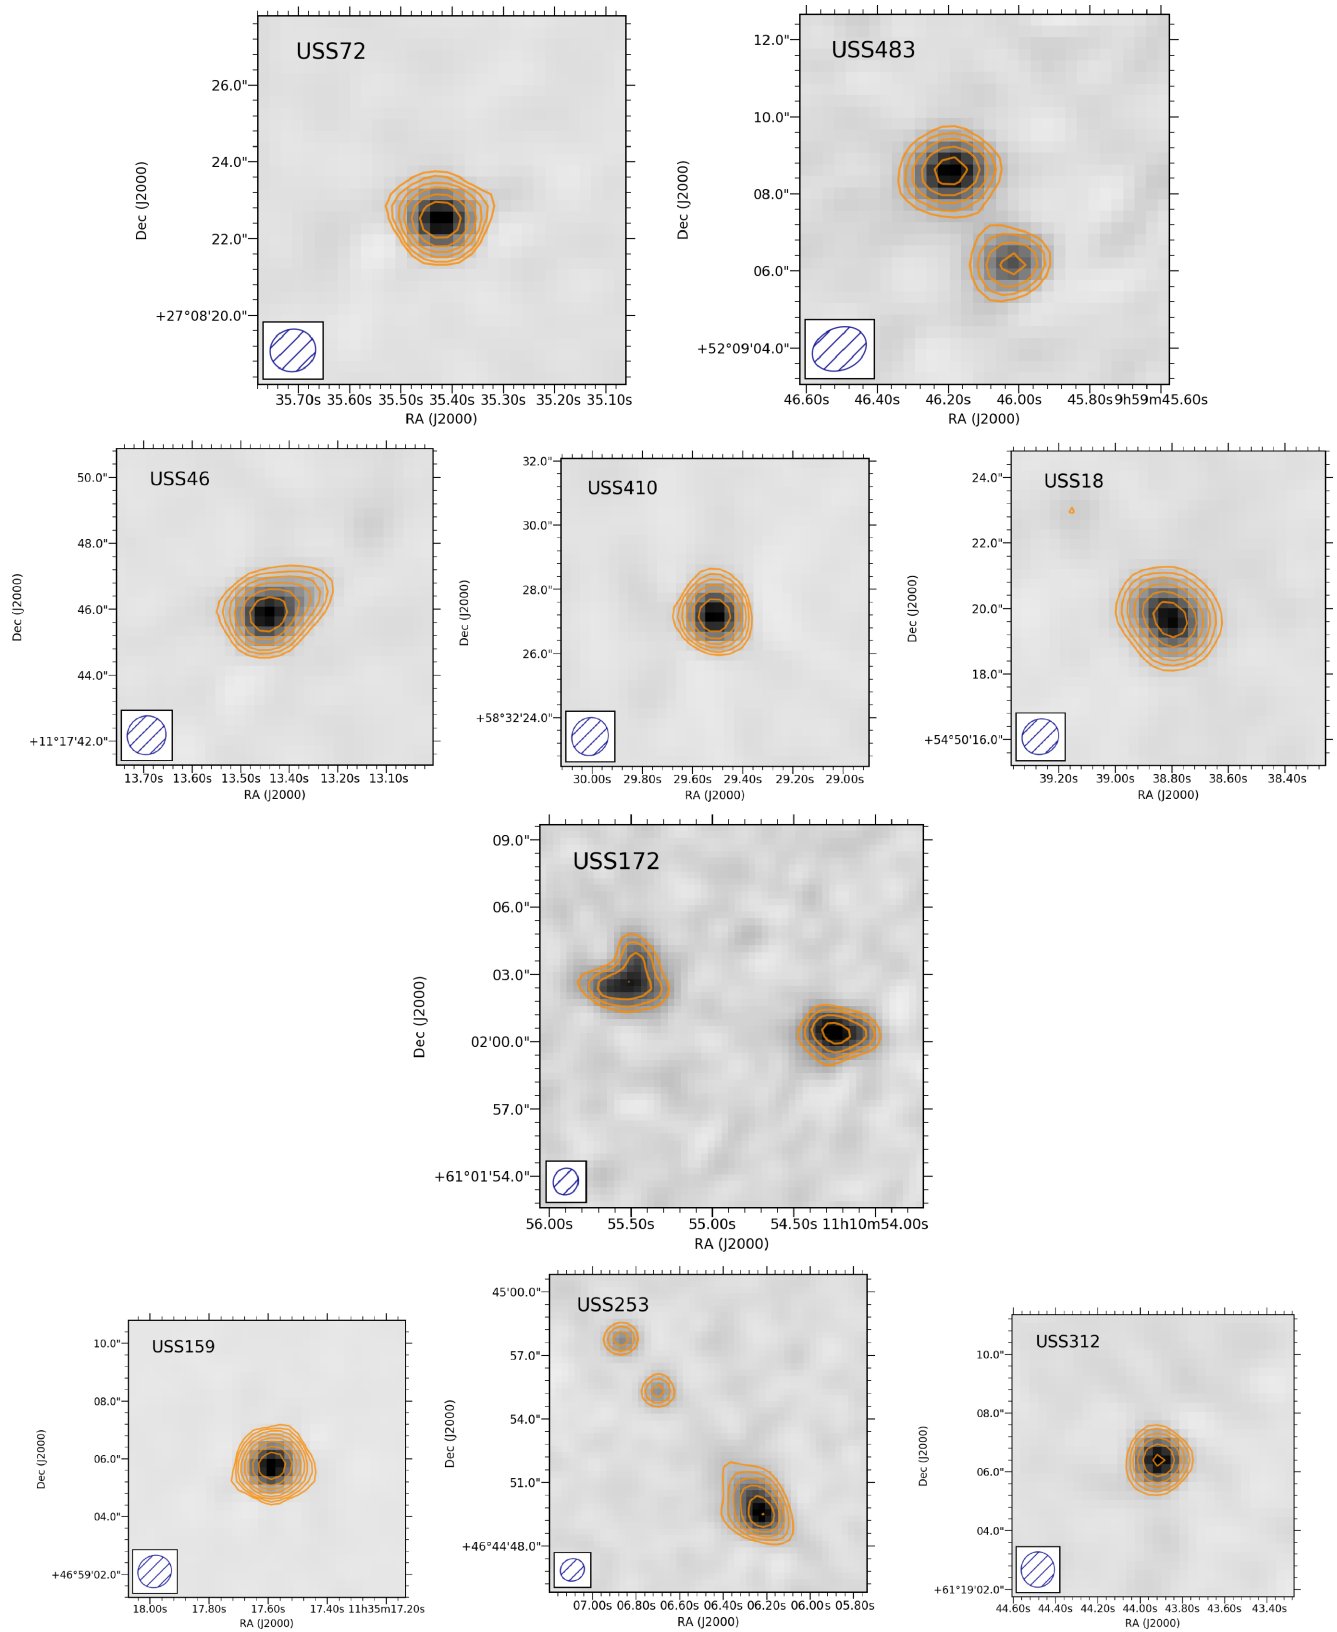 USS72
26.0"
24.0"
22.0"
+27°08'20.0"
Dec (J2000)
35.70s 35.60s 35.50s 35.40s 35.30s 35.20s 35.10s
RA (J2000)
USS483
12.0"
10.0"
08.0"
06.0"
+52°09'04.0"
Dec (J2000)
46.60s 46.40s 46.20s 46.00s 45.80s 9h59m45.60s
RA (J2000)
USS46
50.0"
48.0"
46.0"
44.0"
+11°17'42.0"
Dec (J2000)
13.70s 13.60s 13.50s 13.40s 13.20s 13.10s
RA (J2000)
USS410
32.0"
30.0"
28.0"
26.0"
+58°32'24.0"
Dec (J2000)
30.00s 29.80s 29.60s 29.40s 29.20s 29.00s
RA (J2000)
USS18
24.0"
22.0"
20.0"
18.0"
+54°50'16.0"
Dec (J2000)
39.20s 39.00s 38.80s 38.60s 38.40s
RA (J2000)
USS172
09.0"
06.0"
03.0"
02'00.0"
57.0"
+61°01'54.0"
Dec (J2000)
56.00s 55.50s 55.00s 54.50s 11h10m54.00s
RA (J2000)
USS159
10.0"
08.0"
06.0"
04.0"
+46°59'02.0"
Dec (J2000)
18.00s 17.80s 17.60s 17.40s 11h35m17.20s
RA (J2000)
USS253
45'00.0"
57.0"
54.0"
51.0"
+46°44'48.0"
Dec (J2000)
07.00s 06.80s 06.60s 06.40s 06.20s 06.00s 05.80s
RA (J2000)
USS312
10.0"
08.0"
06.0"
04.0"
+61°19'02.0"
Dec (J2000)
44.60s 44.40s 44.20s 44.00s 43.80s 43.60s 43.40s
RA (J2000)